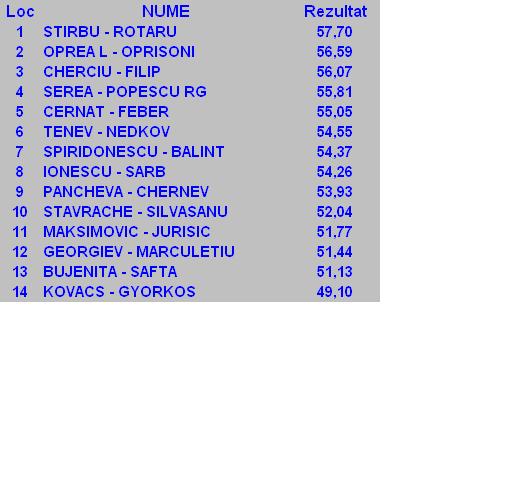 Loc NUME Rezultat
1 STIRBU - ROTARU 57,70
2 OPREA L - OPRISONI 56,59
3 CHERCIU - FILIP 56,07
4 SEREA - POPESCU RG 55,81
5 CERNAT - FEBER 55,05
6 TENEV - NEDKOV 54,55
7 SPIRIDONESCU - BALINT 54,37
8 IONESCU - SARB 54,26
9 PANCHEVA - CHERNEV 53,93
10 STAVRACHE - SILVASANU 52,04
11 MAKSIMOVIC - JURISIC 51,77
12 GEORGIEV - MARCULETIU 51,44
13 BUJENITA - SAFTA 51,13
14 KOVACS - GYORKOS 49,10